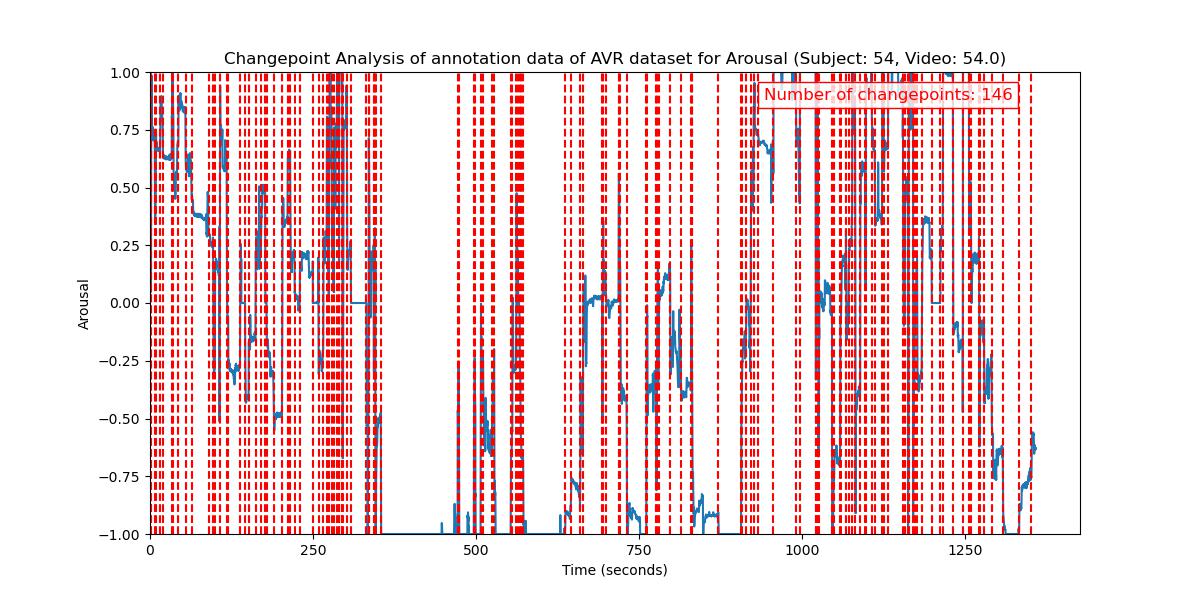 Changepoint Analysis of annotation data of AVR dataset for Arousal (Subject: 54, Video: 54.0)
Number of changepoints: 146
1.00
0.75
0.50
0.25
0.00
−0.25
−0.50
−0.75
−1.00
Arousal
0 250 500 750 1000 1250
Time (seconds)